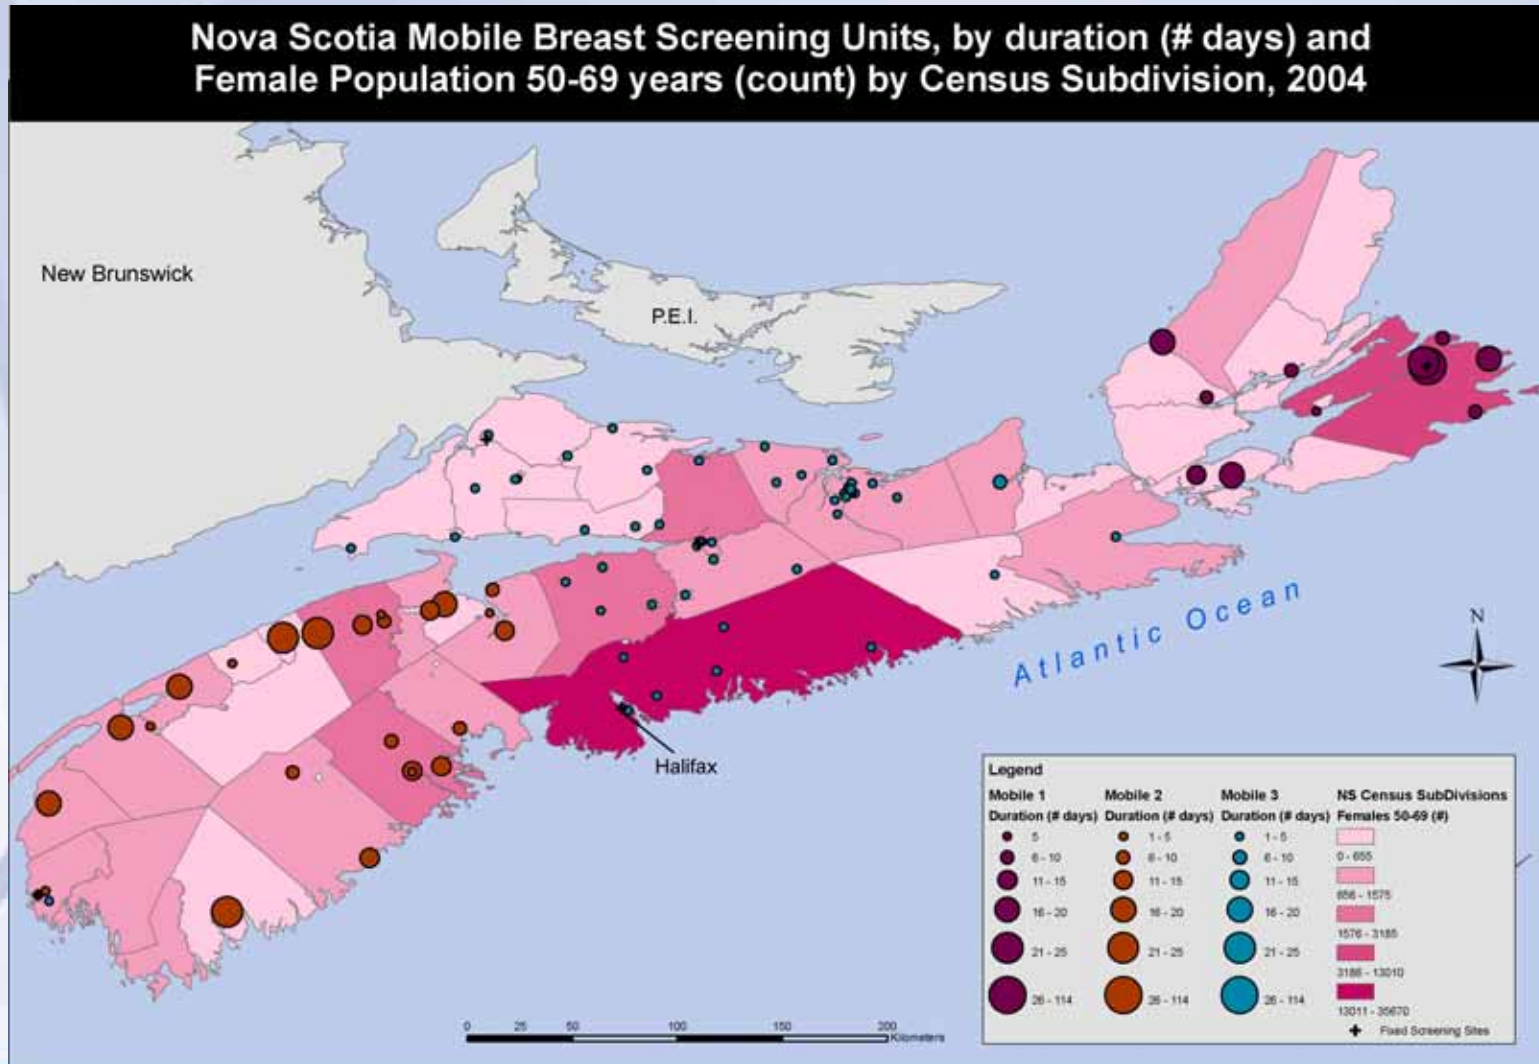 Nova Scotia Mobile Breast Screening Units, by duration (# days) and
Female Population 50-69 years (count) by Census Subdivision, 2004
New Brunswick
P.E.I.
Atlantic Ocean
N
Halifax
Legend
Mobile 1 Mobile 2 Mobile 3 NS Census SubDivisions
Duration (# days) Duration (# days) Duration (# days) Females 50-69 (#)
5 1 - 5 1 - 5
0 - 655
6 - 10 6 - 10 6 - 10
11 - 15 11 - 15 11 - 15
656 - 1575
16 - 20 16 - 20 16 - 20
1576 - 3185
21 - 25 21 - 25 21 - 25
3186 - 13010
26 - 114 26 - 114 26 - 114
13011 - 35670
Fixed Screening Sites
0 25 50 100 150 200
Kilometers